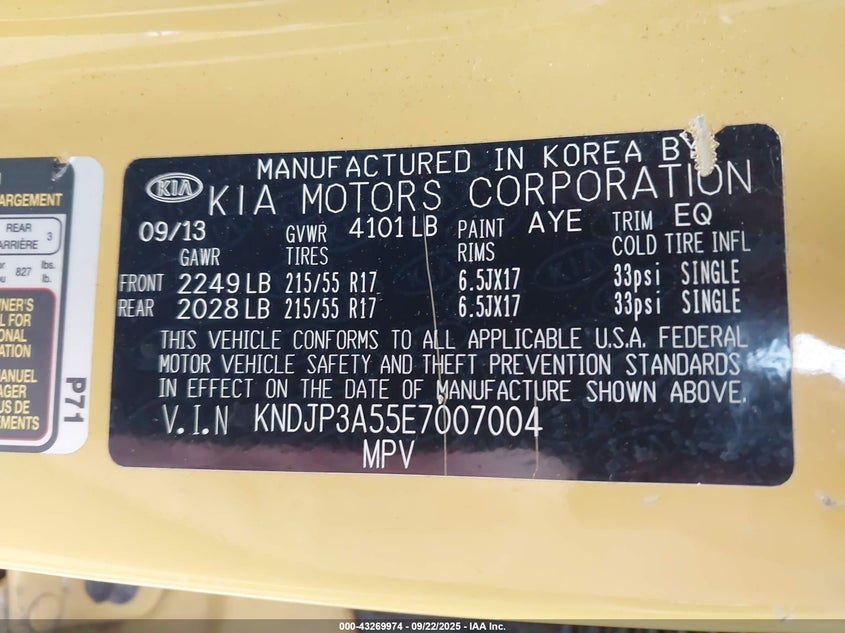 MANUFACTURED IN KOREA BY
KIA KIA MOTORS CORPORATION
09/13 GVWR 4101 LB PAINT AYE TRIM EQ
GAWR TIRES RIMS COLD TIRE INFL
FRONT 2249 LB 215/55 R17 6.5JX17 33psi SINGLE
REAR 2028 LB 215/55 R17 6.5JX17 33psi SINGLE
THIS VEHICLE CONFORMS TO ALL APPLICABLE U.S.A. FEDERAL
MOTOR VEHICLE SAFETY AND THEFT PREVENTION STANDARDS
IN EFFECT ON THE DATE OF MANUFACTURE SHOWN ABOVE.
V.I.N KNDJP3A55E7007004
MPV
REAR
3
827 lbs.
lb.
P71
000-43269974 - 09/22/2025 - IAA Inc.